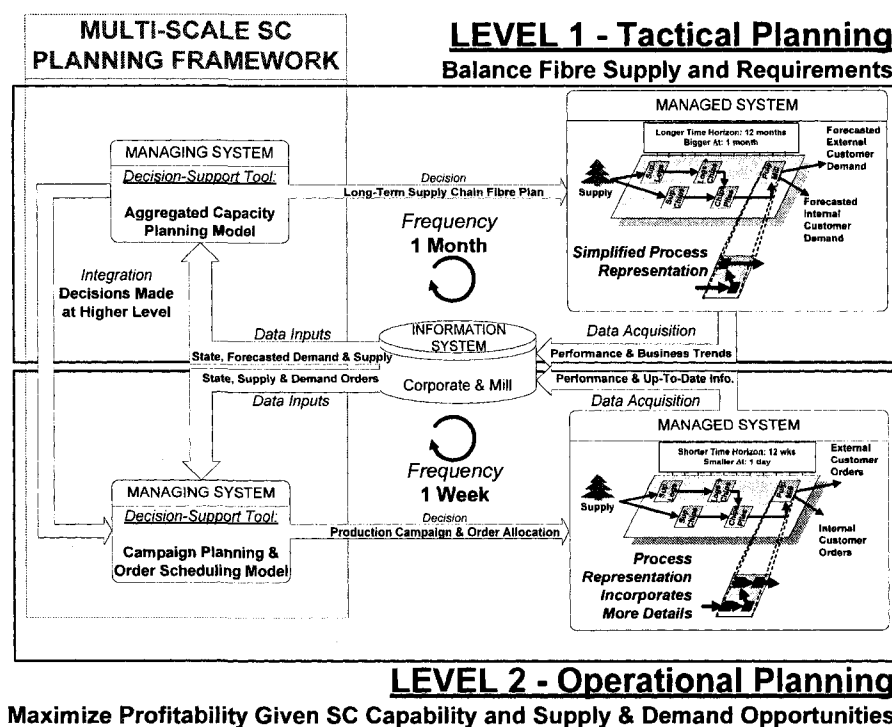 MULTI-SCALE SC
PLANNING FRAMEWORK
LEVEL 1 - Tactical Planning
Balance Fibre Supply and Requirements
MANAGING SYSTEM
Decision-Support Tool:
Aggregated Capacity
Planning Model
Decision
Long-Term Supply Chain Fibre Plan
Frequency
1 Month
MANAGED SYSTEM
Longer Time Horizon: 12 months
Bigger Δt: 1 month
Supply
Pulp
Mill
Forecasted
External
Customer
Demand
Forecasted
Internal
Customer
Demand
Simplified Process
Representation
Integration
Decisions Made
at Higher Level
Data Inputs
State, Forecasted Demand & Supply
State, Supply & Demand Orders
Data Inputs
INFORMATION
SYSTEM
Corporate & Mill
Data Acquisition
Performance & Business Trends
Performance & Up-To-Date Info.
Data Acquisition
Frequency
1 Week
MANAGING SYSTEM
Decision-Support Tool:
Campaign Planning &
Order Scheduling Model
Decision
Production Campaign & Order Allocation
MANAGED SYSTEM
Shorter Time Horizon: 12 wks
Smaller Δt: 1 day
Supply
Pulp
Mill
External
Customer
Orders
Internal
Customer
Orders
Process
Representation
Incorporates
More Details
LEVEL 2 - Operational Planning
Maximize Profitability Given SC Capability and Supply & Demand Opportunities